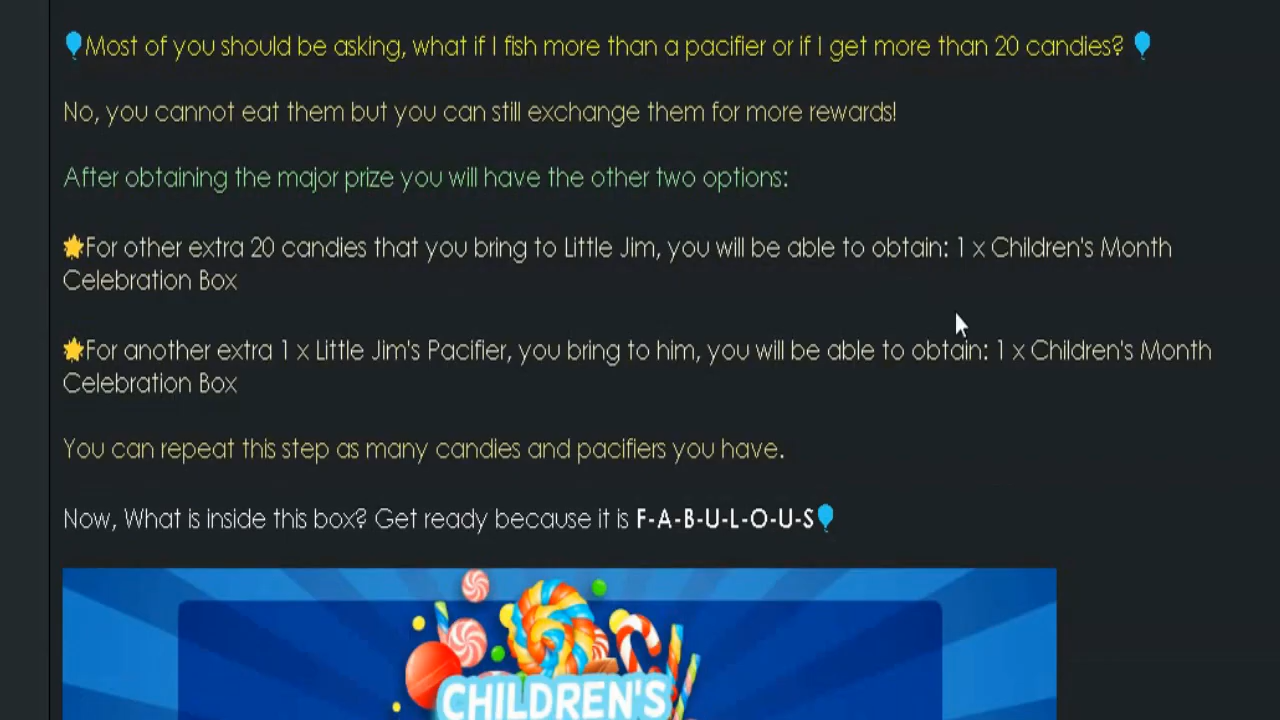 Most of you should be asking, what if I fish more than a pacifier or if I get more than 20 candies?
No, you cannot eat them but you can still exchange them for more rewards!
After obtaining the major prize you will have the other two options:
For other extra 20 candies that you bring to Little Jim, you will be able to obtain: 1 x Children's Month
Celebration Box
For another extra 1 x Little Jim's Pacifier, you bring to him, you will be able to obtain: 1 x Children's Month
Celebration Box
You can repeat this step as many candies and pacifiers you have.
Now, What is inside this box? Get ready because it is F-A-B-U-L-O-U-S
CHILDREN'S